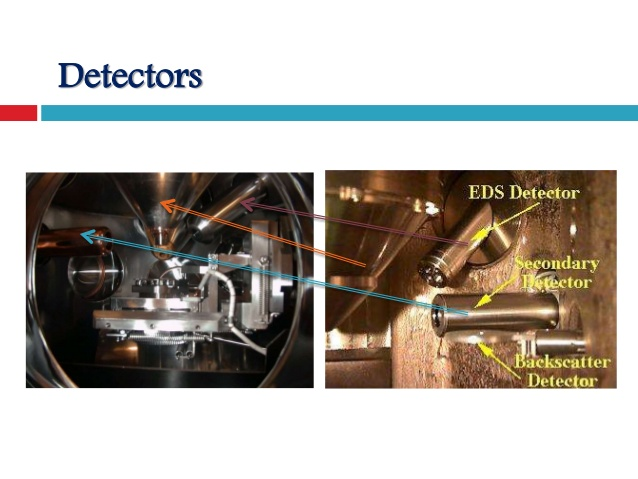 Detectors
EDS Detector
Secondary
Detector
Backscatter
Detector